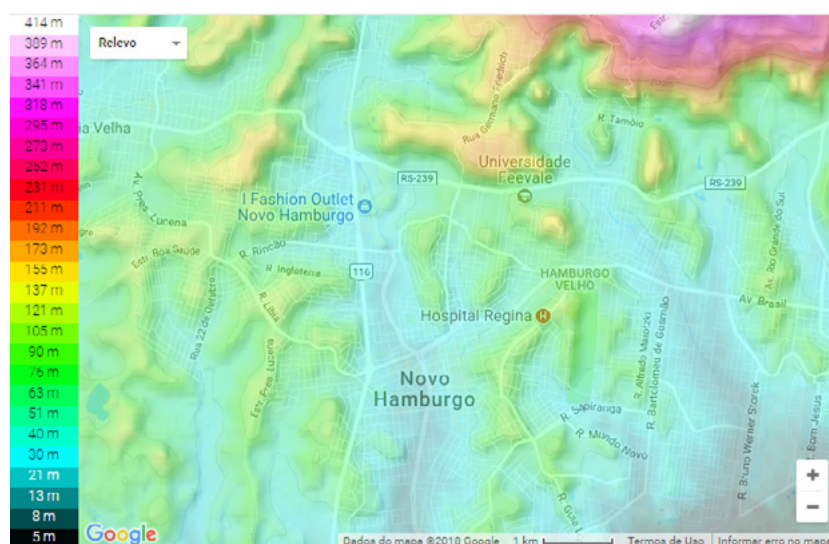 414 m
389 m
364 m
341 m
318 m
295 m
273 m
252 m
231 m
211 m
192 m
173 m
155 m
137 m
121 m
105 m
90 m
76 m
63 m
51 m
40 m
30 m
21 m
13 m
8 m
5 m
Relevo
Estr.
Rua Germano Friedrich
ia Velha
R. Tamóio
Universidade
Feevale
RS-239
RS-239
Av. Pres. Lucena
I Fashion Outlet
Novo Hamburgo
Estr. Boa Saúde
R. Rincão
R. Inglaterra
116
HAMBURGO
VELHO
Av. Rio Grande do Sul
Rua 22 de Outubro
R. Líbia
Hospital Regina
H
Av. Brasil
Estr. Pres. Lucena
Novo
Hamburgo
R. Bartolomeu de Gusmão
R. Sapiranga
R. Mundo Novo
R. Bruno Werner Storck
R. Bom Jesus
+
−
Google
Dados do mapa ©2018 Google
1 km
Termos de Uso
Informar erro no mapa